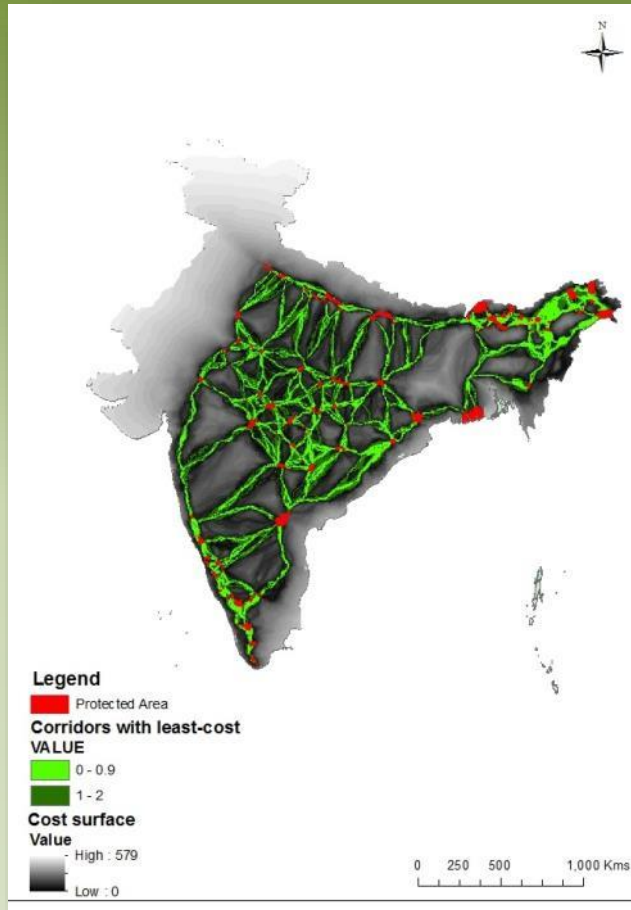 N
Legend
Protected Area
Corridors with least-cost
VALUE
0 - 0.9
1 - 2
Cost surface
Value
High : 579
Low : 0
0 250 500 1,000 Kms